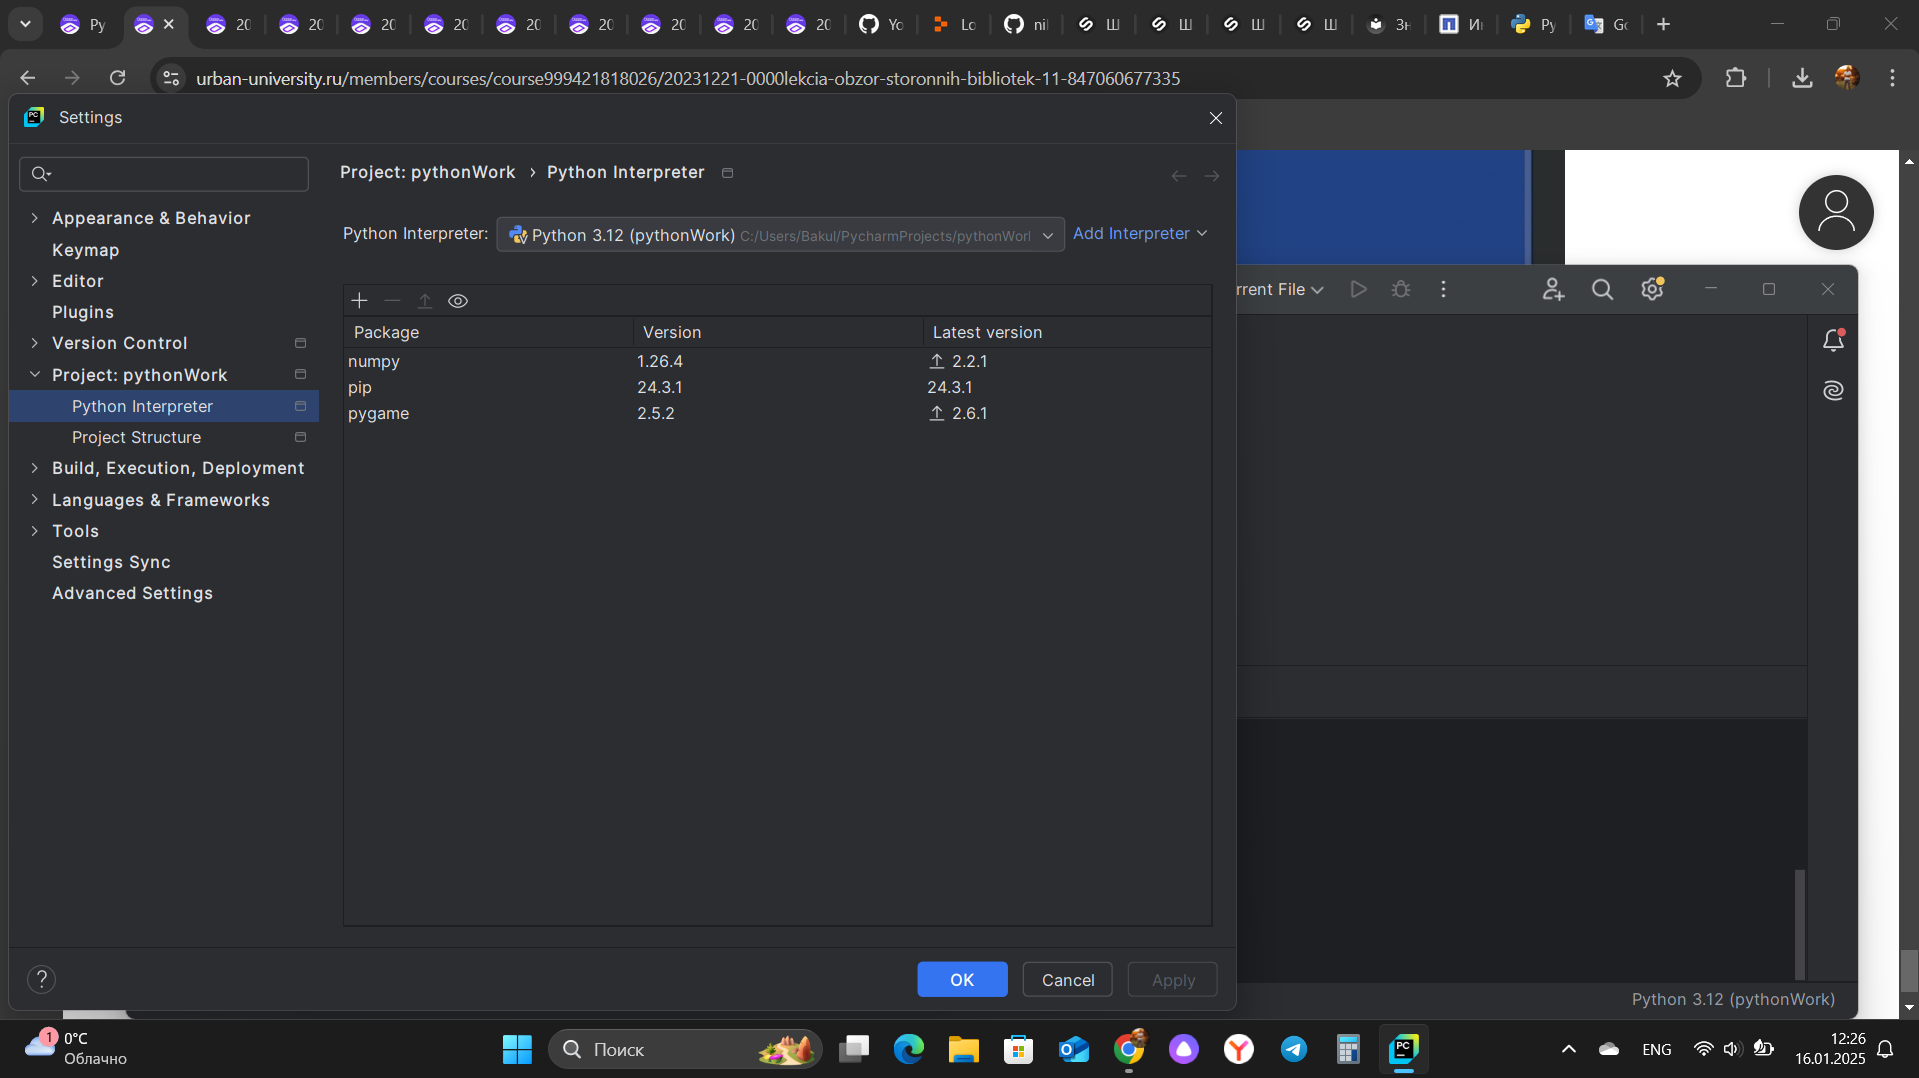 Py
20
20
20
20
20
20
20
20
20
Yo
Lo
nil
Ш
Ш
Ш
Ш
Зн
Ин
Py
Go
urban-university.ru/members/courses/course999421818026/20231221-0000lekcia-obzor-storonnih-bibliotek-11-847060677335
Settings
Project: pythonWork › Python Interpreter
Python Interpreter: Python 3.12 (pythonWork) C:/Users/Bakul/PycharmProjects/pythonWorl Add Interpreter
Appearance & Behavior
Keymap
Editor
Plugins
Version Control
Project: pythonWork
Python Interpreter
Project Structure
Build, Execution, Deployment
Languages & Frameworks
Tools
Settings Sync
Advanced Settings
Package Version Latest version
numpy 1.26.4 2.2.1
pip 24.3.1 24.3.1
pygame 2.5.2 2.6.1
rrent File
? OK Cancel Apply
Python 3.12 (pythonWork)
1
0°C
Облачно
Поиск
ENG
12:26
16.01.2025